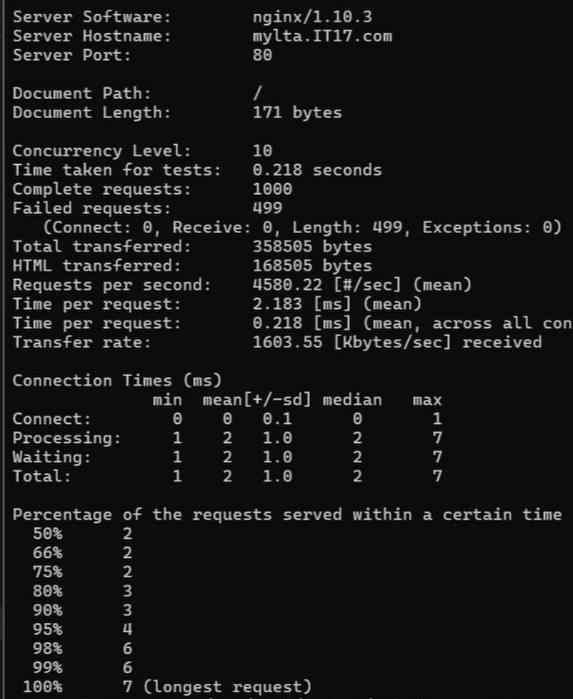 Server Software: nginx/1.10.3
Server Hostname: mylta.IT17.com
Server Port: 80
Document Path: /
Document Length: 171 bytes
Concurrency Level: 10
Time taken for tests: 0.218 seconds
Complete requests: 1000
Failed requests: 499
(Connect: 0, Receive: 0, Length: 499, Exceptions: 0)
Total transferred: 358505 bytes
HTML transferred: 168505 bytes
Requests per second: 4580.22 [#/sec] (mean)
Time per request: 2.183 [ms] (mean)
Time per request: 0.218 [ms] (mean, across all con
Transfer rate: 1603.55 [Kbytes/sec] received
Connection Times (ms)
min mean[+/-sd] median max
Connect: 0 0 0.1 0 1
Processing: 1 2 1.0 2 7
Waiting: 1 2 1.0 2 7
Total: 1 2 1.0 2 7
Percentage of the requests served within a certain time
50% 2
66% 2
75% 2
80% 3
90% 3
95% 4
98% 6
99% 6
100% 7 (longest request)